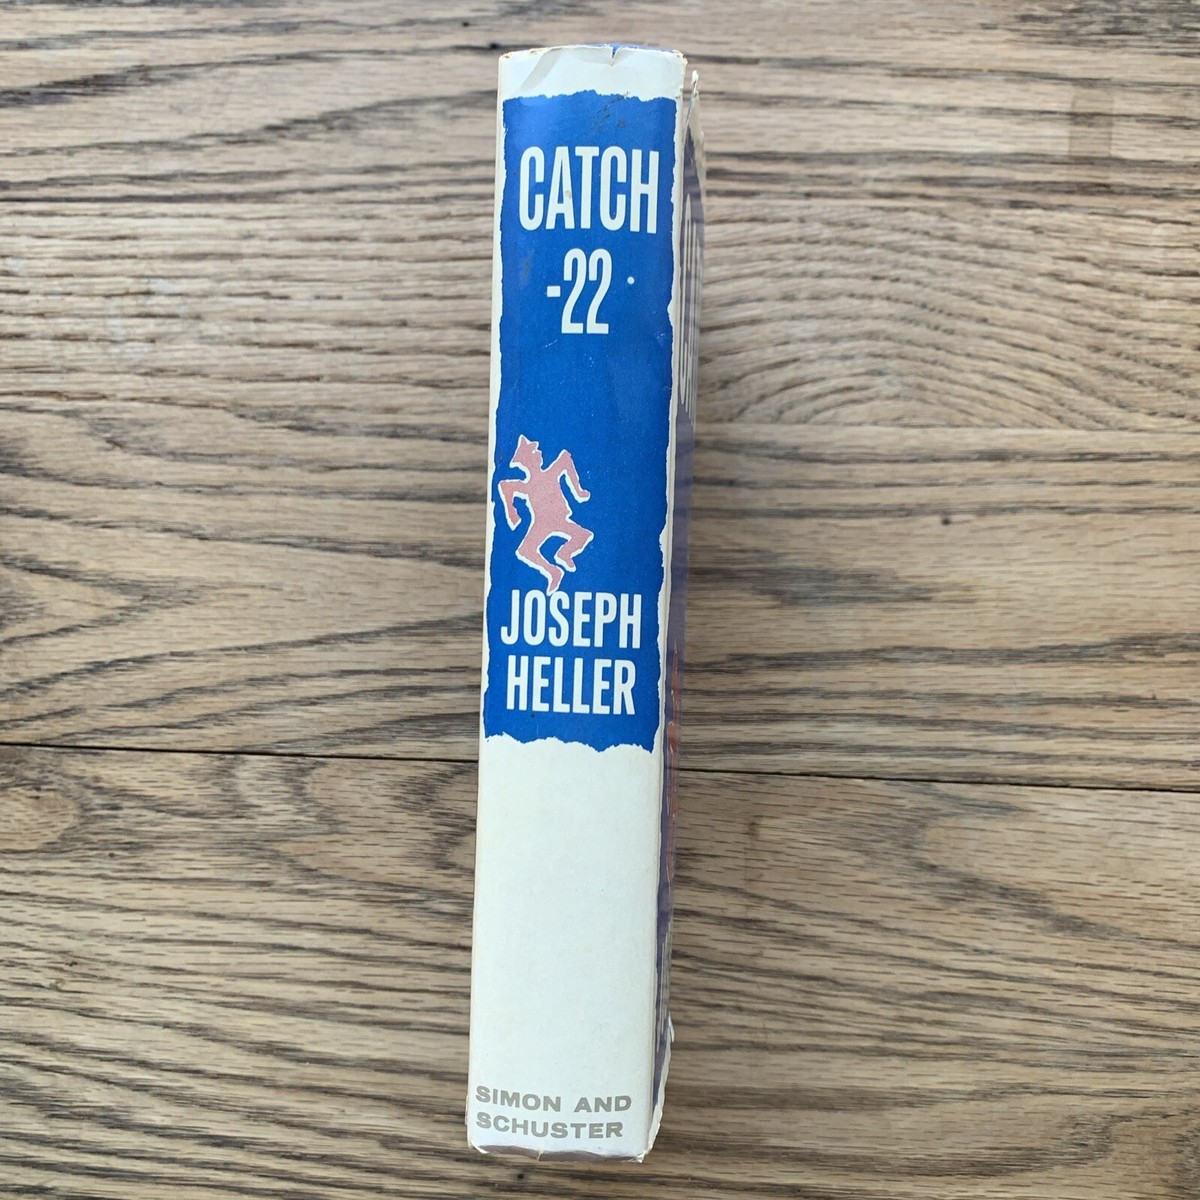 CATCH
-22
JOSEPH
HELLER
SIMON AND
SCHUSTER